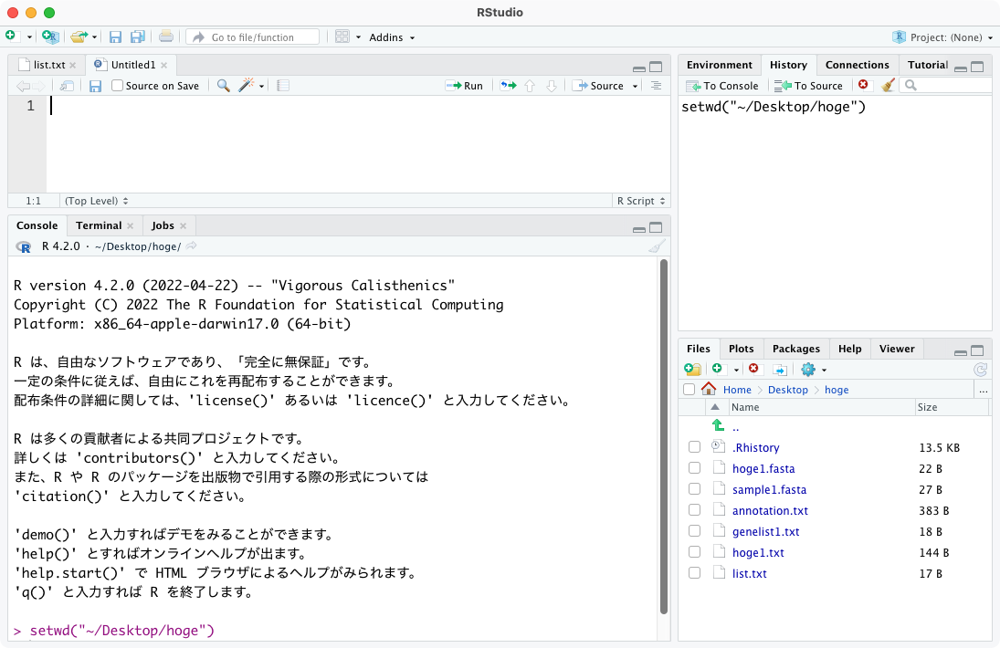 RStudio
Go to file/function
Addins
Project: (None)
list.txt
Untitled1
Source on Save
Run
Source
1
1:1
(Top Level)
R Script
Console
Terminal
Jobs
R 4.2.0 · ~/Desktop/hoge/
R version 4.2.0 (2022-04-22) -- "Vigorous Calisthenics"
Copyright (C) 2022 The R Foundation for Statistical Computing
Platform: x86_64-apple-darwin17.0 (64-bit)
R は、自由なソフトウェアであり、「完全に無保証」です。
一定の条件に従えば、自由にこれを再配布することができます。
配布条件の詳細に関しては、'license()' あるいは 'licence()' と入力してください。
R は多くの貢献者による共同プロジェクトです。
詳しくは 'contributors()' と入力してください。
また、R や R のパッケージを出版物で引用する際の形式については
'citation()' と入力してください。
'demo()' と入力すればデモをみることができます。
'help()' とすればオンラインヘルプが出ます。
'help.start()' で HTML ブラウザによるヘルプがみられます。
'q()' と入力すれば R を終了します。
> setwd("~/Desktop/hoge")
Environment
History
Connections
Tutorial
To Console
To Source
setwd("~/Desktop/hoge")
Files
Plots
Packages
Help
Viewer
Home
Desktop
hoge
...
Name
Size
..
.Rhistory 13.5 KB
hoge1.fasta 22 B
sample1.fasta 27 B
annotation.txt 383 B
genelist1.txt 18 B
hoge1.txt 144 B
list.txt 17 B